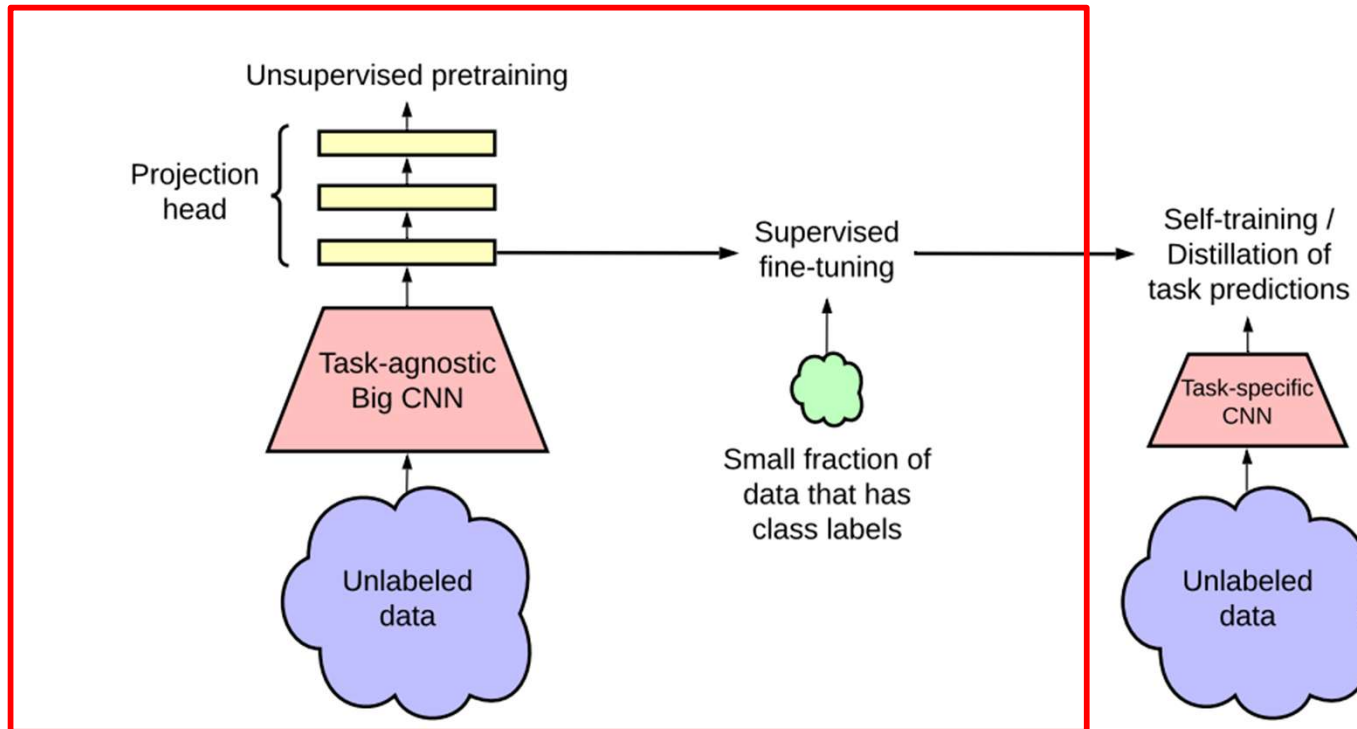 Unsupervised pretraining
Projection
head
Task-agnostic
Big CNN
Unlabeled
data
Supervised
fine-tuning
Small fraction of
data that has
class labels
Self-training /
Distillation of
task predictions
Task-specific
CNN
Unlabeled
data